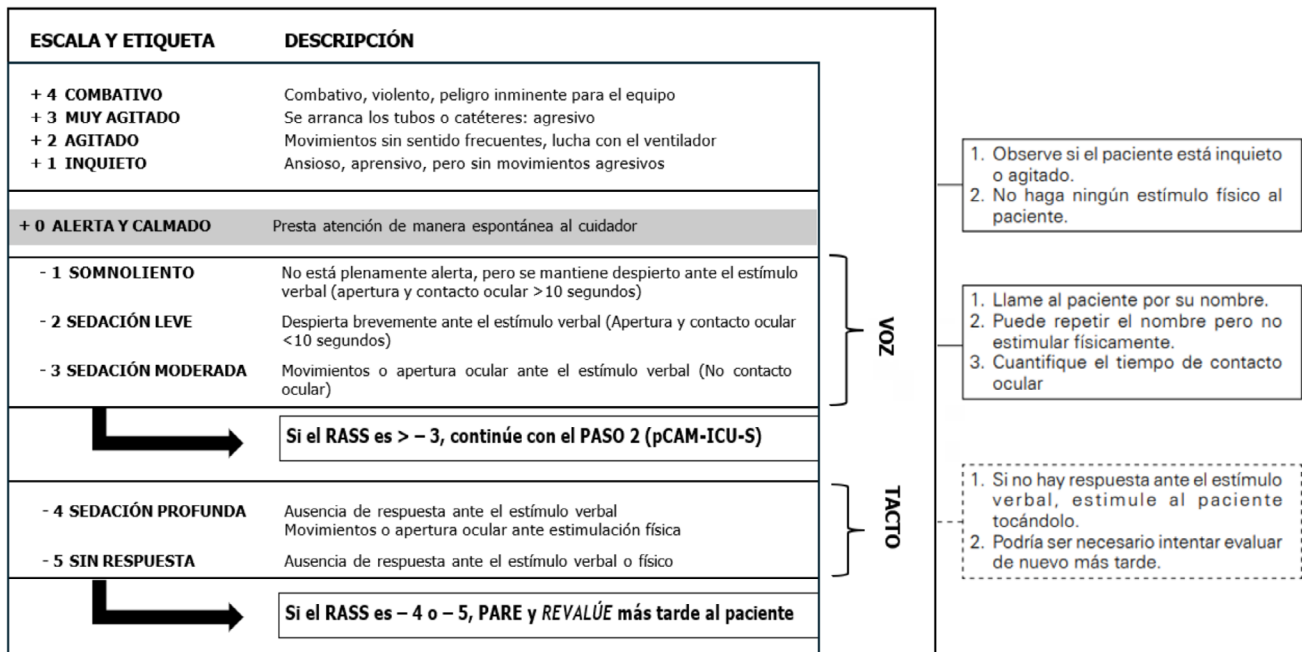 ESCALA Y ETIQUETA DESCRIPCIÓN
+ 4 COMBATIVO Combativo, violento, peligro inminente para el equipo
+ 3 MUY AGITADO Se arranca los tubos o catéteres: agresivo
+ 2 AGITADO Movimientos sin sentido frecuentes, lucha con el ventilador
+ 1 INQUIETO Ansioso, aprensivo, pero sin movimientos agresivos
1. Observe si el paciente está inquieto
o agitado.
2. No haga ningún estímulo físico al
paciente.
+ 0 ALERTA Y CALMADO Presta atención de manera espontánea al cuidador
- 1 SOMNOLIENTO No está plenamente alerta, pero se mantiene despierto ante el estímulo
verbal (apertura y contacto ocular >10 segundos)
- 2 SEDACIÓN LEVE Despierta brevemente ante el estímulo verbal (Apertura y contacto ocular
<10 segundos)
- 3 SEDACIÓN MODERADA Movimientos o apertura ocular ante el estímulo verbal (No contacto
ocular)
VOZ
1. Llame al paciente por su nombre.
2. Puede repetir el nombre pero no
estimular físicamente.
3. Cuantifique el tiempo de contacto
ocular
Si el RASS es > – 3, continúe con el PASO 2 (pCAM-ICU-S)
- 4 SEDACIÓN PROFUNDA Ausencia de respuesta ante el estímulo verbal
Movimientos o apertura ocular ante estimulación física
- 5 SIN RESPUESTA Ausencia de respuesta ante el estímulo verbal o físico
TACTO
1. Si no hay respuesta ante el estímulo
verbal, estimule al paciente
tocándolo.
2. Podría ser necesario intentar evaluar
de nuevo más tarde.
Si el RASS es – 4 o – 5, PARE y REVALÚE más tarde al paciente